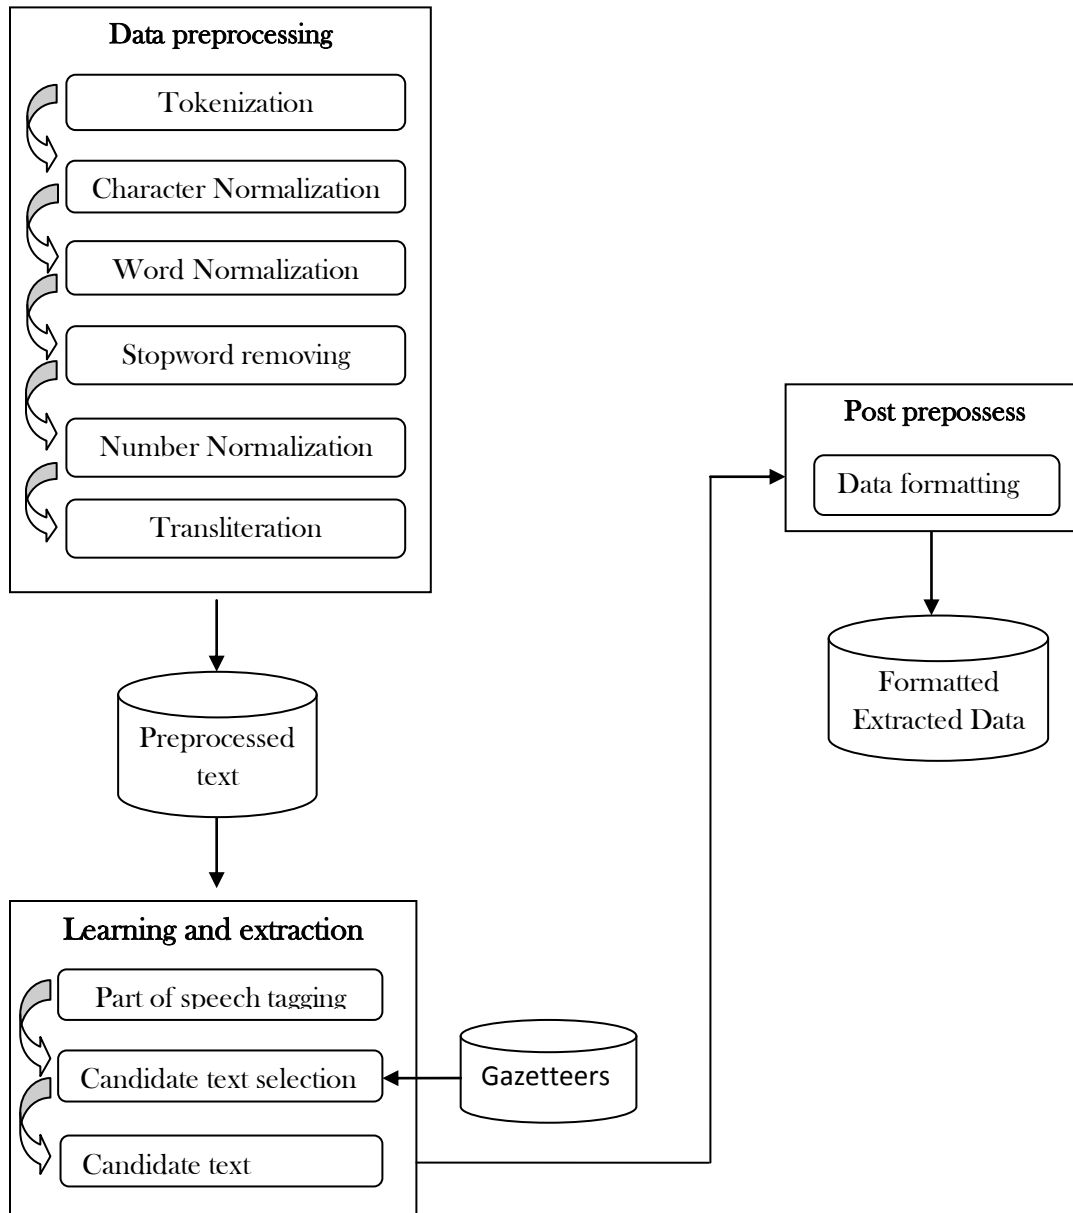 Data preprocessing
Tokenization
Character Normalization
Word Normalization
Stopword removing
Number Normalization
Transliteration
Preprocessed
text
Learning and extraction
Part of speech tagging
Candidate text selection
Candidate text
Gazetteers
Post prepossess
Data formatting
Formatted
Extracted Data